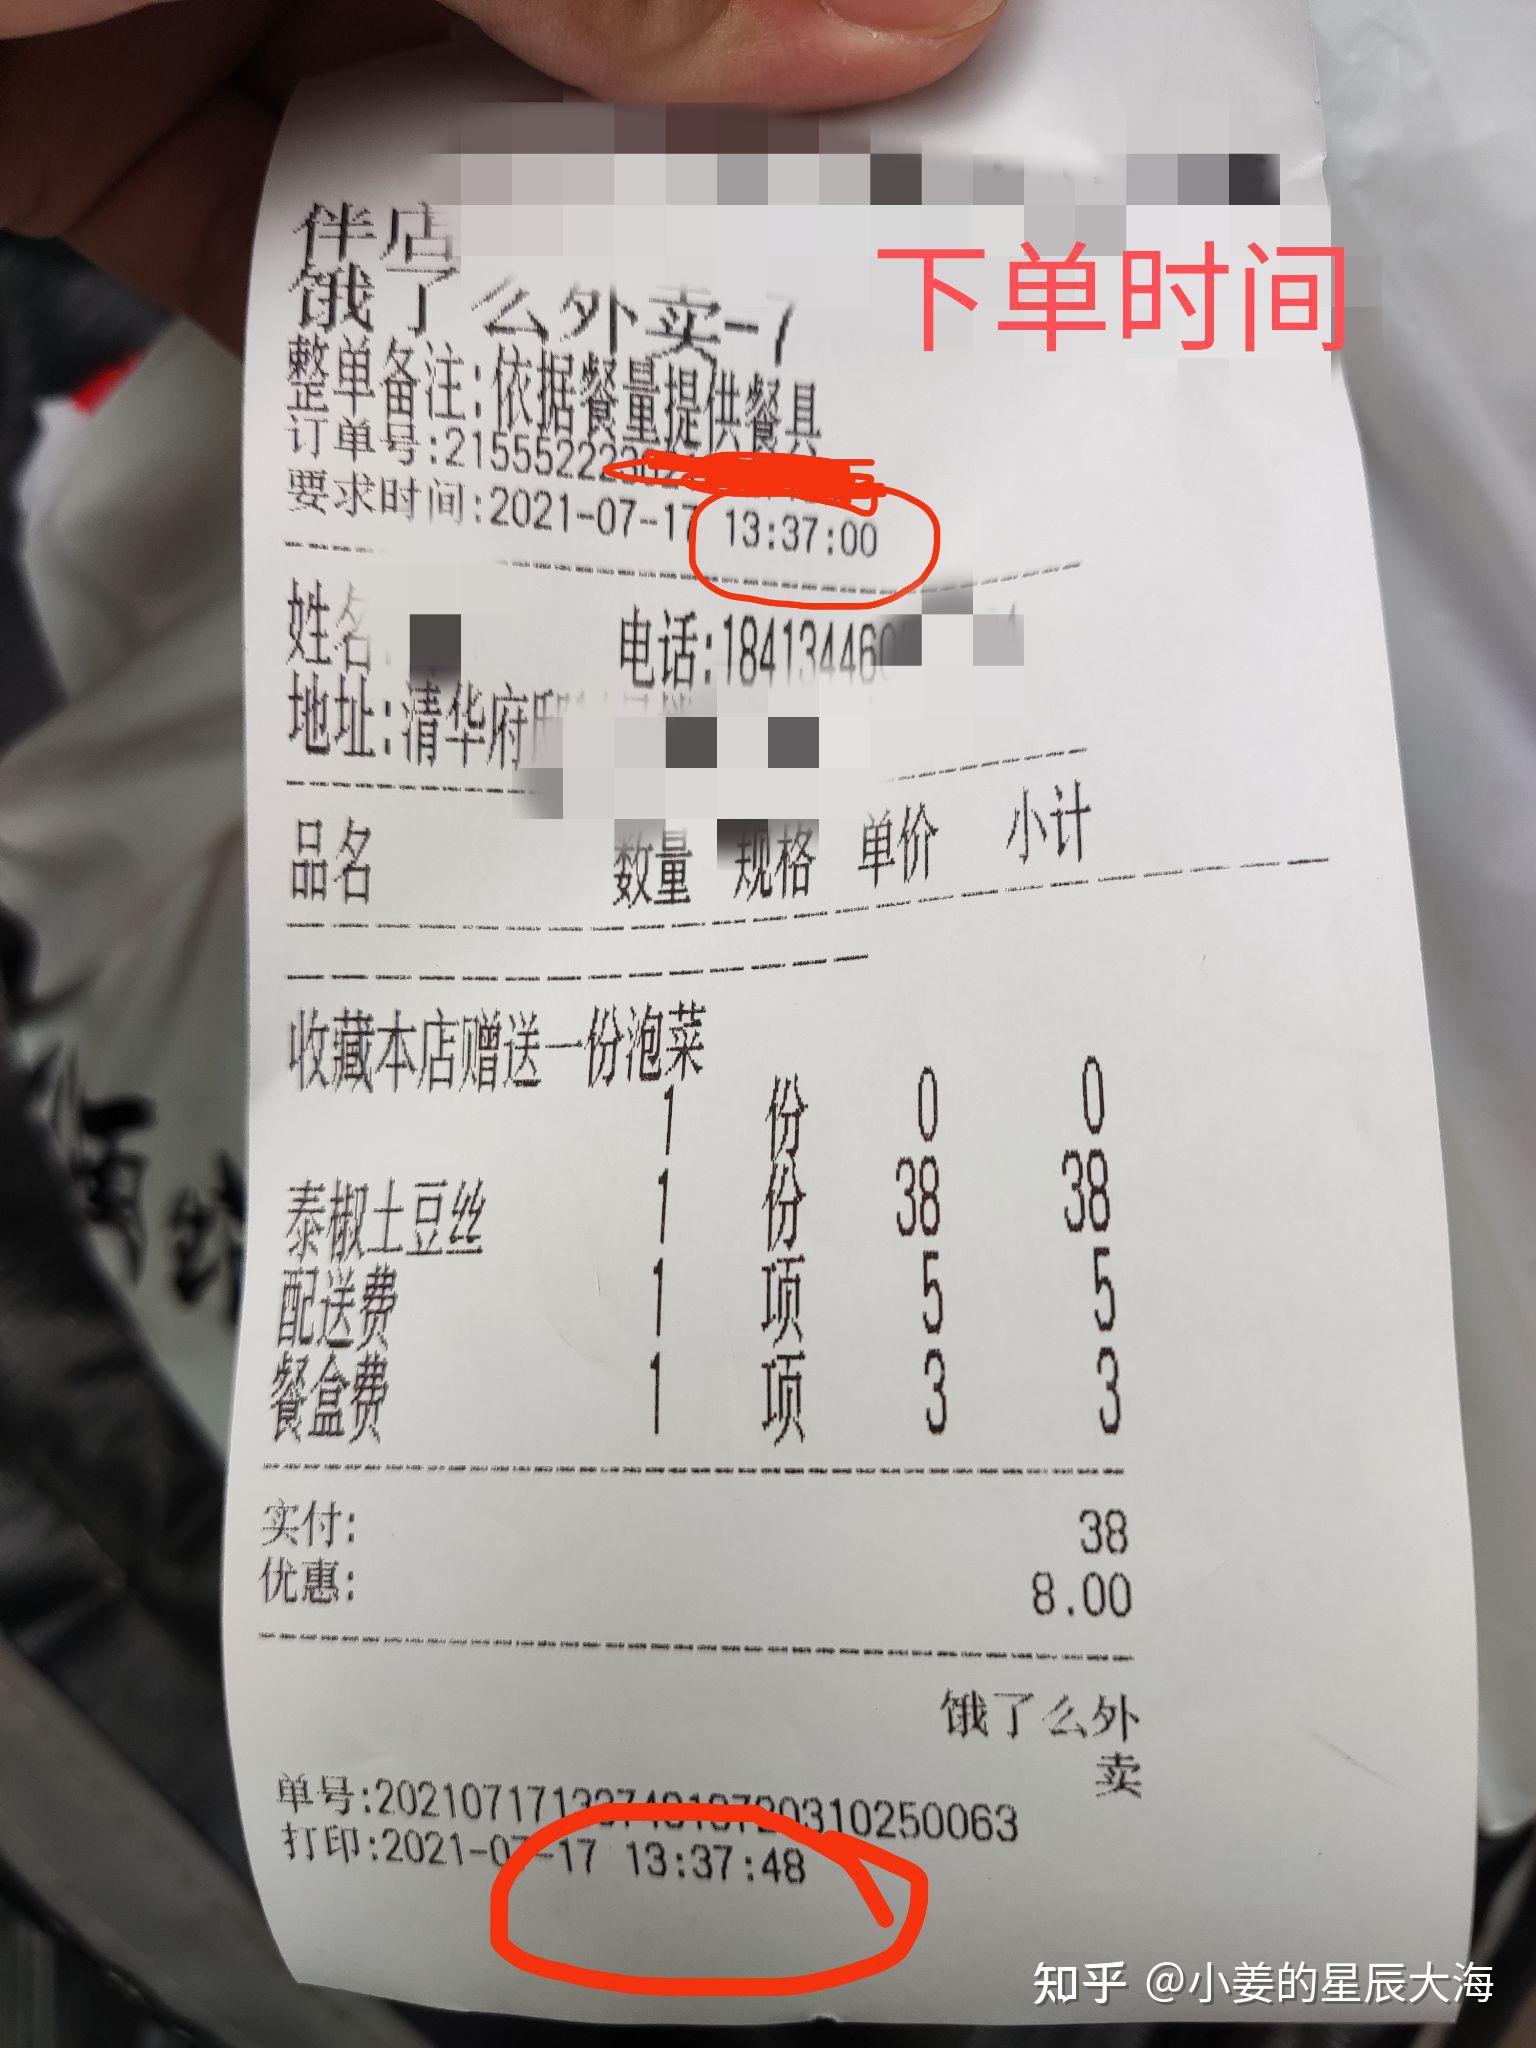 伴店
下单时间
饿了么外卖-7
整单备注:依据餐量提供餐具
订单号:215552223
要求时间:2021-07-17 13:37:00
姓名 电话:184134460
地址:清华府邸
品名 数量 规格 单价 小计
收藏本店赠送一份泡菜
1 份 0 0
泰椒土豆丝 1 份 38 38
配送费 1 项 5 5
餐盒费 1 项 3 3
实付: 38
优惠: 8.00
饿了么外
卖
单号:202107171337 310250063
打印:2021-07-17 13:37:48
知乎 @小姜的星辰大海